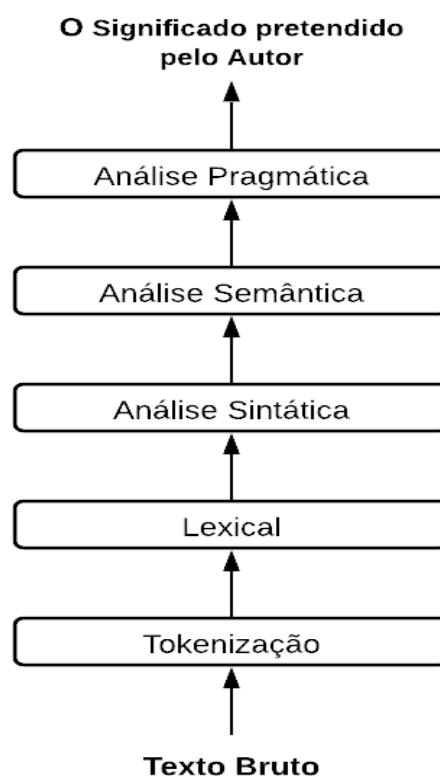 O Significado pretendido
pelo Autor
Análise Pragmática
Análise Semântica
Análise Sintática
Lexical
Tokenização
Texto Bruto